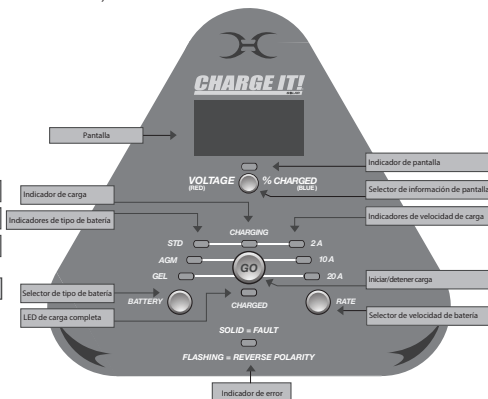 CHARGE IT!
Pantalla
Indicador de pantalla
VOLTAGE % CHARGED
(RED) (BLUE)
Selector de información de pantalla
Indicador de carga
Indicadores de tipo de batería
Indicadores de velocidad de carga
CHARGING
STD 2 A
AGM 10 A
GO
GEL 20 A
Iniciar/detener carga
Selector de tipo de batería
BATTERY CHARGED RATE
LED de carga completa
Selector de velocidad de batería
SOLID = FAULT
FLASHING = REVERSE POLARITY
Indicador de error